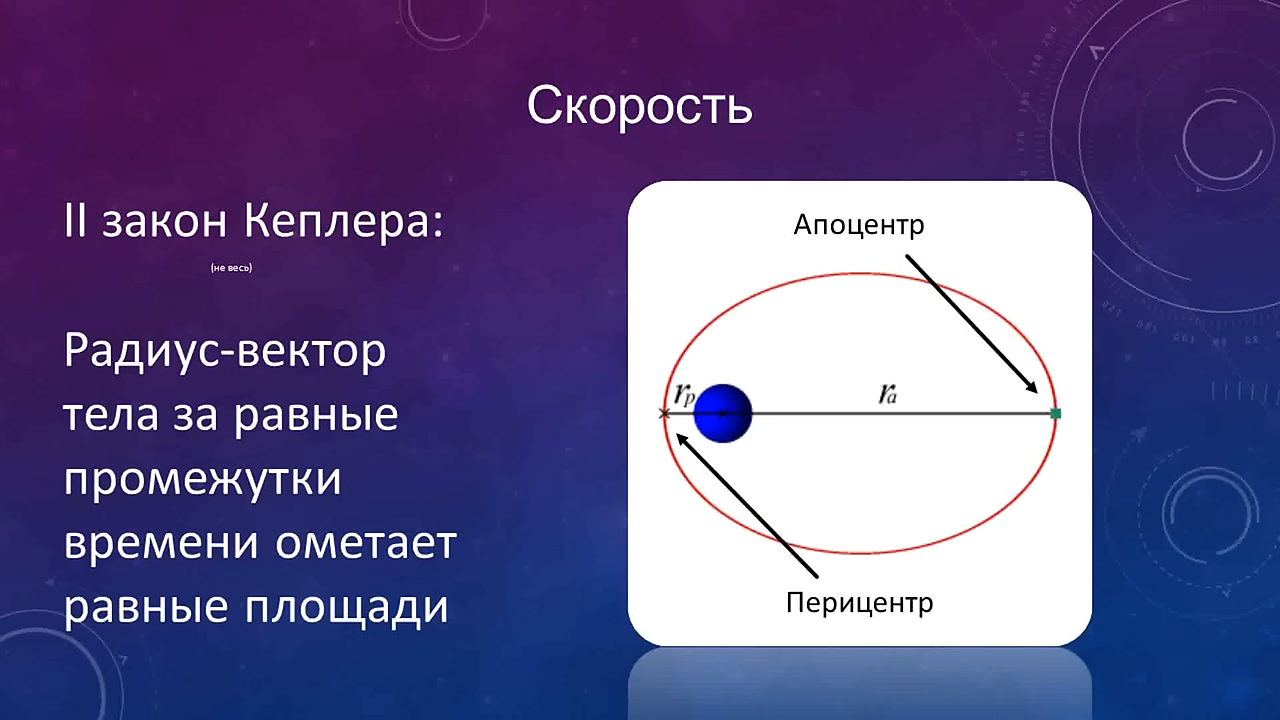 Скорость
II закон Кеплера:
(не весь)
Радиус-вектор
тела за равные
промежутки
времени ометает
равные площади
Апоцентр
rp
ra
Перицентр